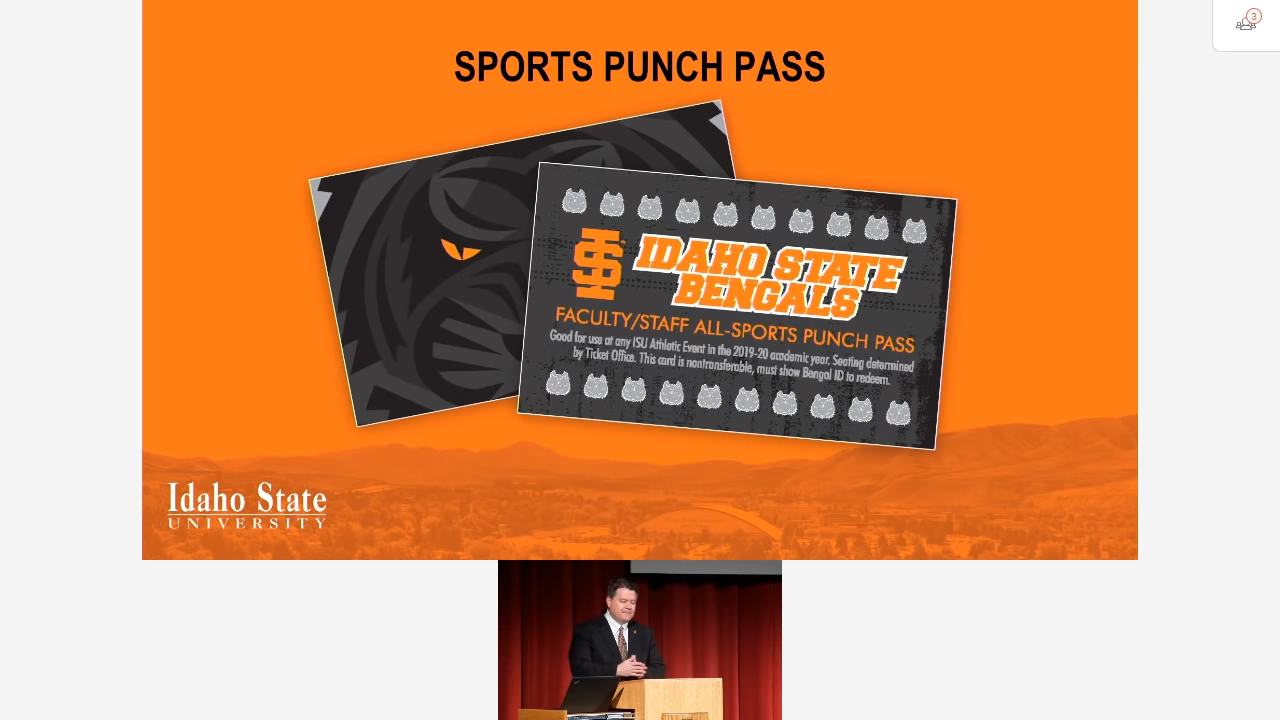 3
SPORTS PUNCH PASS
IDAHO STATE
BENGALS
FACULTY/STAFF ALL-SPORTS PUNCH PASS
Good for use at any ISU Athletic Event in the 2019-20 academic year. Seating determined
by Ticket Office. This card is nontransferable, must show Bengal ID to redeem.
Idaho State
UNIVERSITY